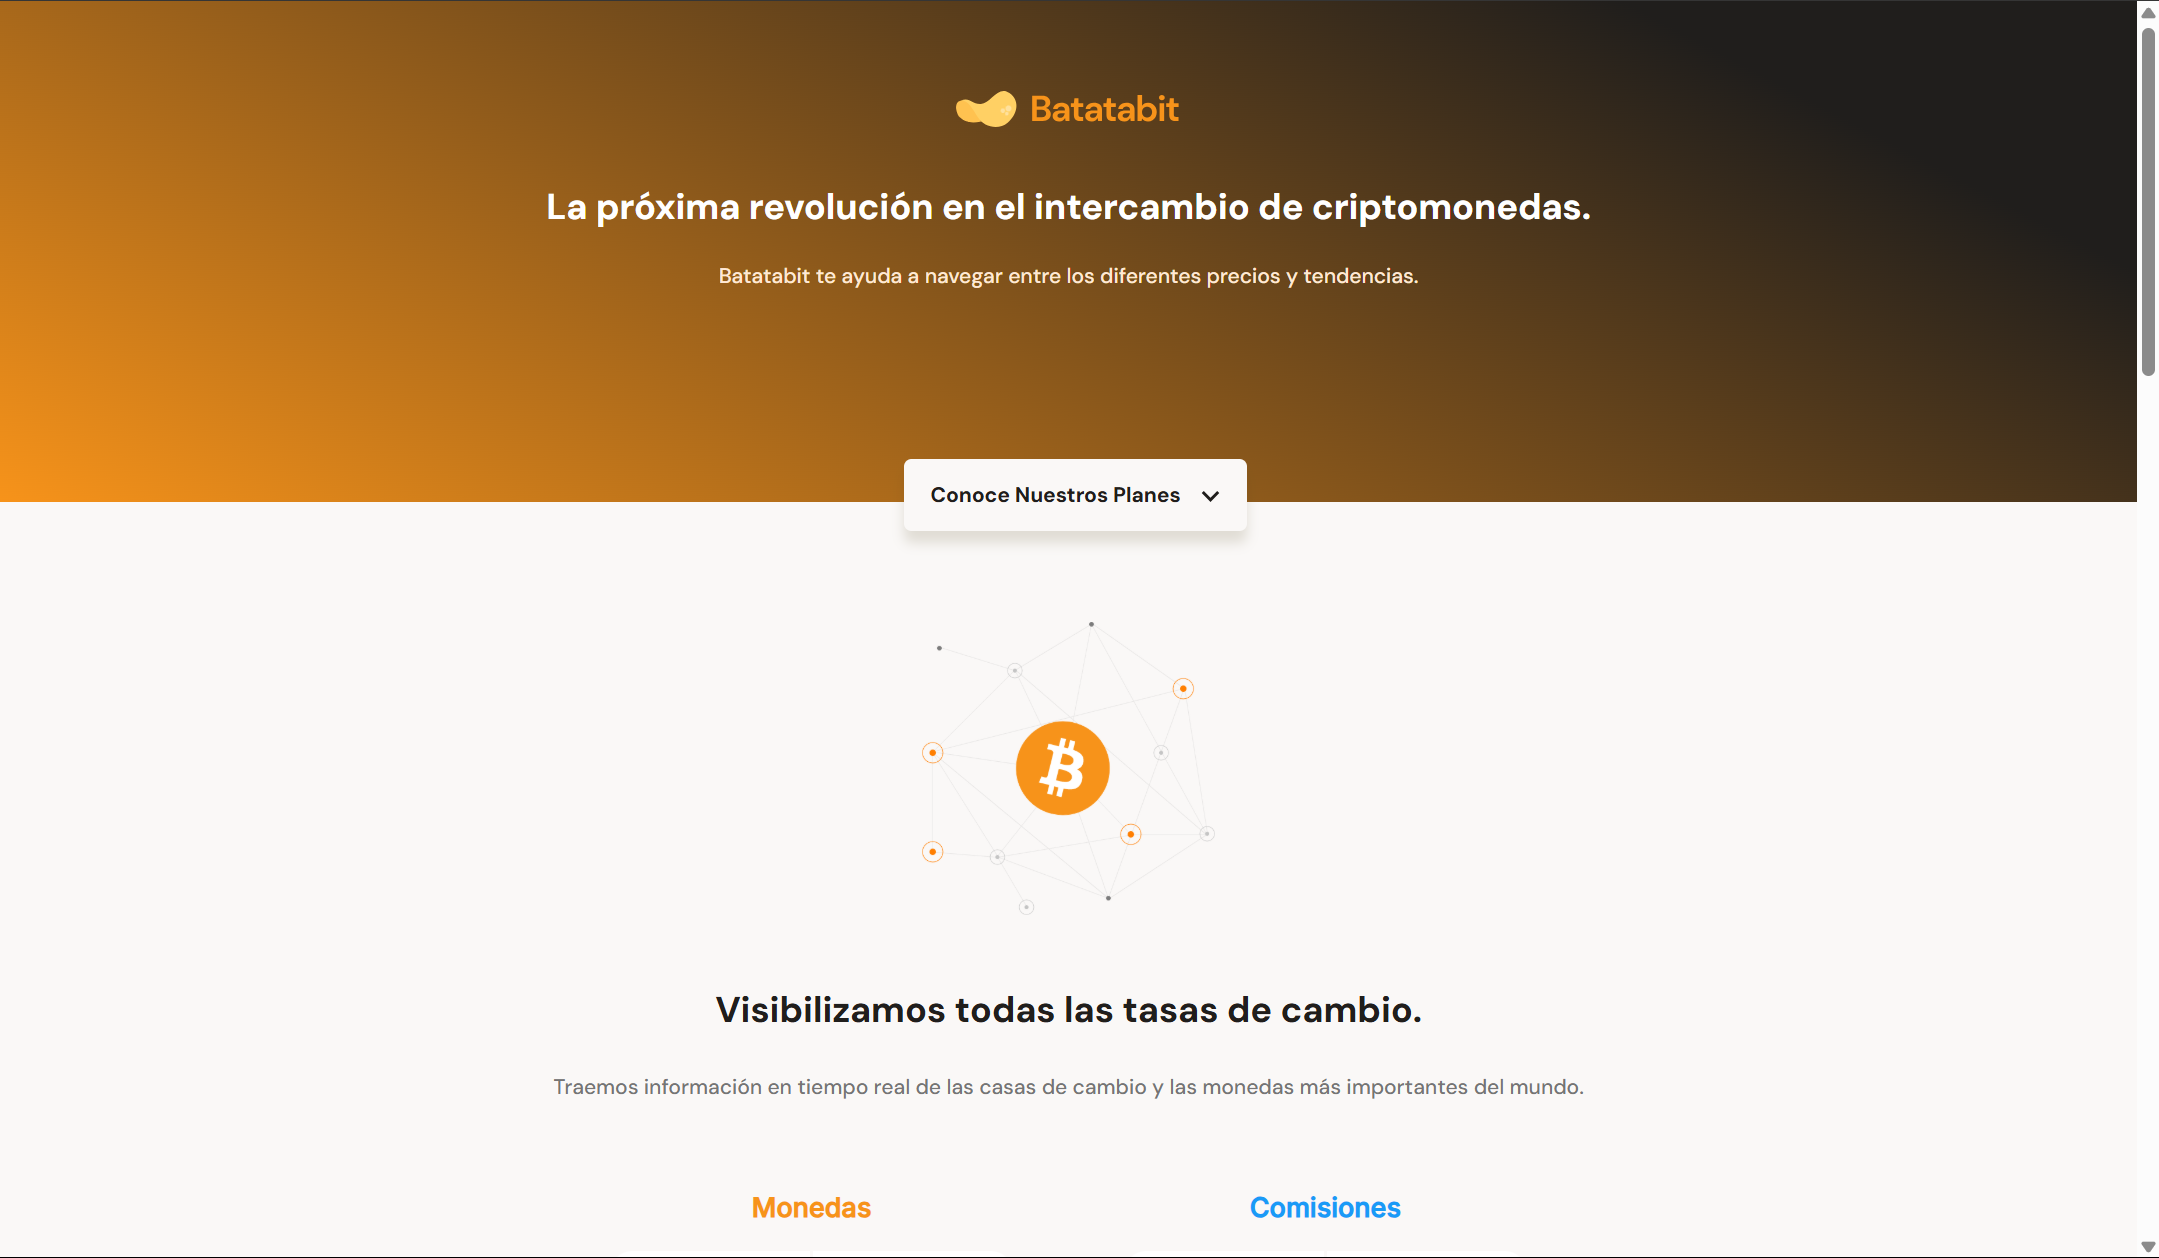 Batatabit
La próxima revolución en el intercambio de criptomonedas.
Batatabit te ayuda a navegar entre los diferentes precios y tendencias.
Conoce Nuestros Planes
Visibilizamos todas las tasas de cambio.
Traemos información en tiempo real de las casas de cambio y las monedas más importantes del mundo.
Monedas
Comisiones